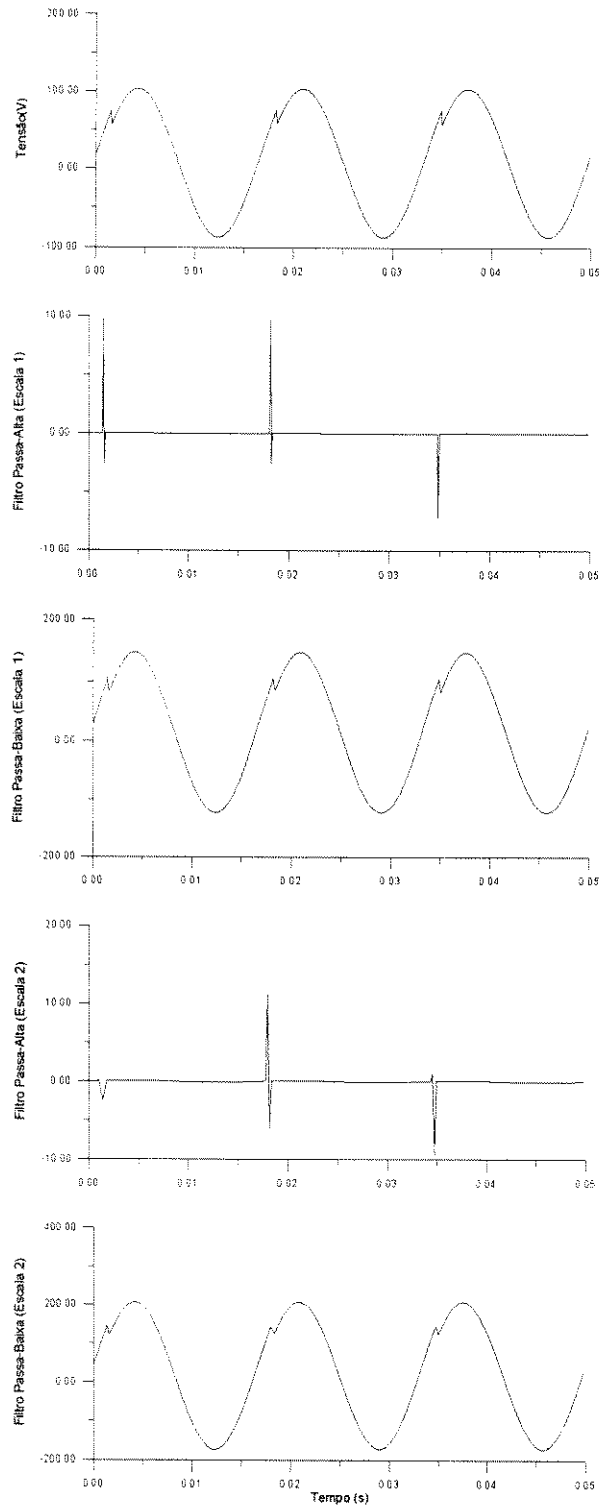 Tensão(V)
200.00
100.00
0.00
-100.00
0.00 0.01 0.02 0.03 0.04 0.05
Filtro Passa-Alta (Escala 1)
10.00
0.00
-10.00
0.00 0.01 0.02 0.03 0.04 0.05
Filtro Passa-Baixa (Escala 1)
200.00
0.00
-200.00
0.00 0.01 0.02 0.03 0.04 0.05
Filtro Passa-Alta (Escala 2)
20.00
10.00
0.00
-10.00
0.00 0.01 0.02 0.03 0.04 0.05
Filtro Passa-Baixa (Escala 2)
400.00
200.00
0.00
-200.00
0.00 0.01 0.02 0.03 0.04 0.05
Tempo (s)